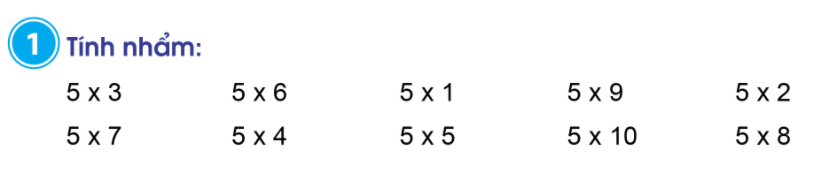 1 Tính nhẩm:
5 x 3 5 x 6 5 x 1 5 x 9 5 x 2
5 x 7 5 x 4 5 x 5 5 x 10 5 x 8